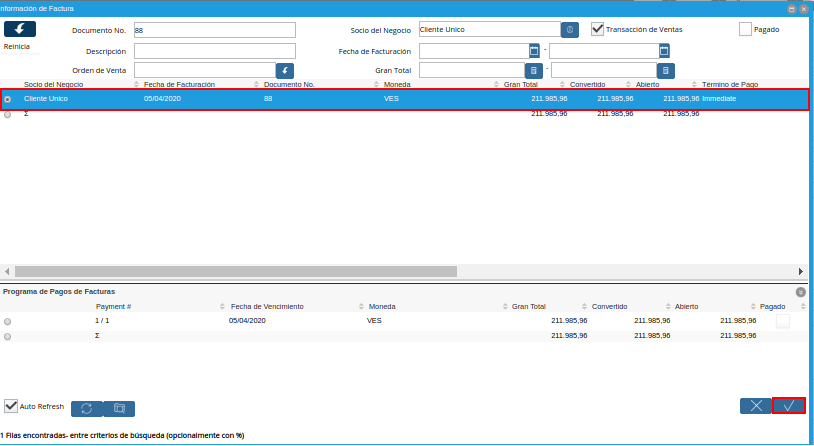 nformación de Factura
Documento No. 88 Socio del Negocio Cliente Unico Transacción de Ventas Pagado
Reinicia
Descripción Fecha de Facturación -
Orden de Venta Gran Total -
Socio del Negocio Fecha de Facturación Documento No. Moneda Gran Total Convertido Abierto Término de Pago
Cliente Unico 05/04/2020 88 VES 211.985,96 211.985,96 211.985,96 Immediate
Σ 211.985,96 211.985,96 211.985,96
Programa de Pagos de Facturas
Payment # Fecha de Vencimiento Moneda Gran Total Convertido Abierto Pagado
1 / 1 05/04/2020 VES 211.985,96 211.985,96 211.985,96
Σ 211.985,96 211.985,96 211.985,96
Auto Refresh
1 Filas encontradas- entre criterios de búsqueda (opcionalmente con %)